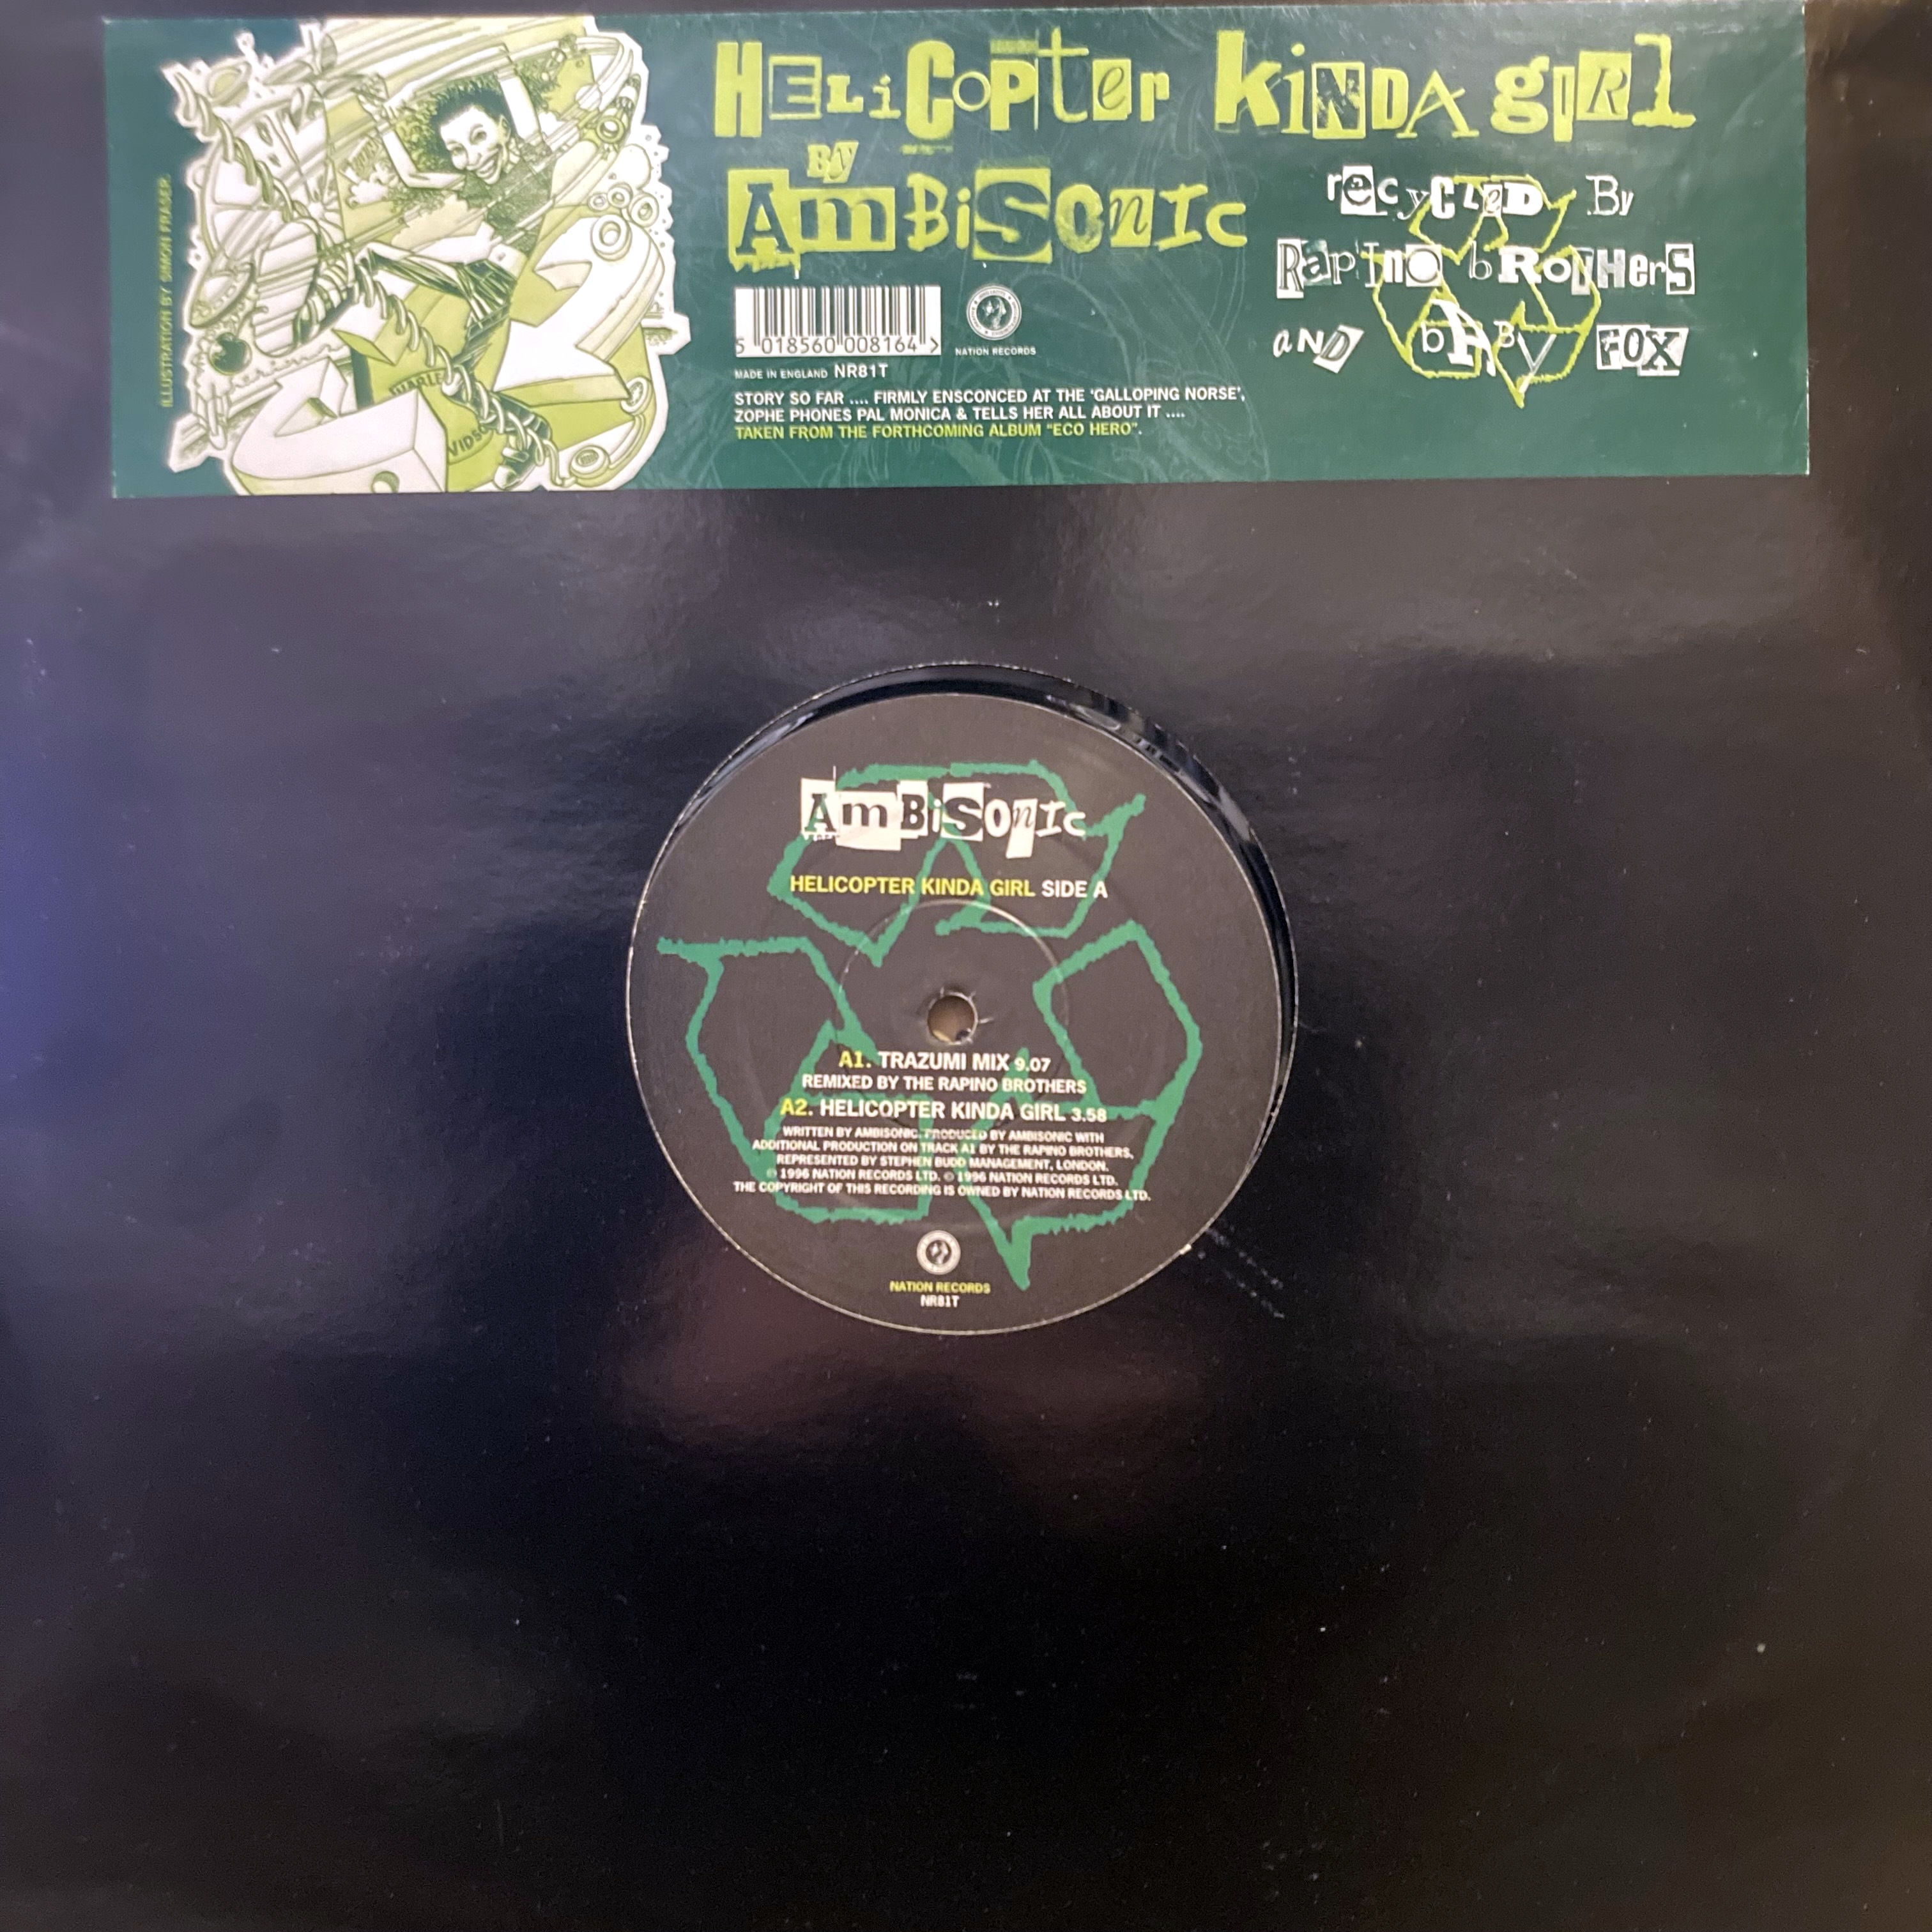 ILLUSTRATION BY SIMON FRASER.
HELiCopter KiNDA giRl
By
AmBiSOnIc
recycLeD By
Rapino bRoTHerS
AND bABy FOX
5 018560 008164 >
NATION RECORDS
MADE IN ENGLAND NR81T
STORY SO FAR .... FIRMLY ENSCONCED AT THE 'GALLOPING NORSE',
ZOPHE PHONES PAL MONICA & TELLS HER ALL ABOUT IT ....
TAKEN FROM THE FORTHCOMING ALBUM "ECO HERO".
AmBiSOnIc
HELICOPTER KINDA GIRL SIDE A
A1. TRAZUMI MIX 9.07
REMIXED BY THE RAPINO BROTHERS
A2. HELICOPTER KINDA GIRL 3.58
WRITTEN BY AMBISONIC. PRODUCED BY AMBISONIC WITH
ADDITIONAL PRODUCTION ON TRACK A1 BY THE RAPINO BROTHERS,
REPRESENTED BY STEPHEN BUDD MANAGEMENT, LONDON.
℗ 1996 NATION RECORDS LTD. © 1996 NATION RECORDS LTD.
THE COPYRIGHT OF THIS RECORDING IS OWNED BY NATION RECORDS LTD.
NATION RECORDS
NR81T